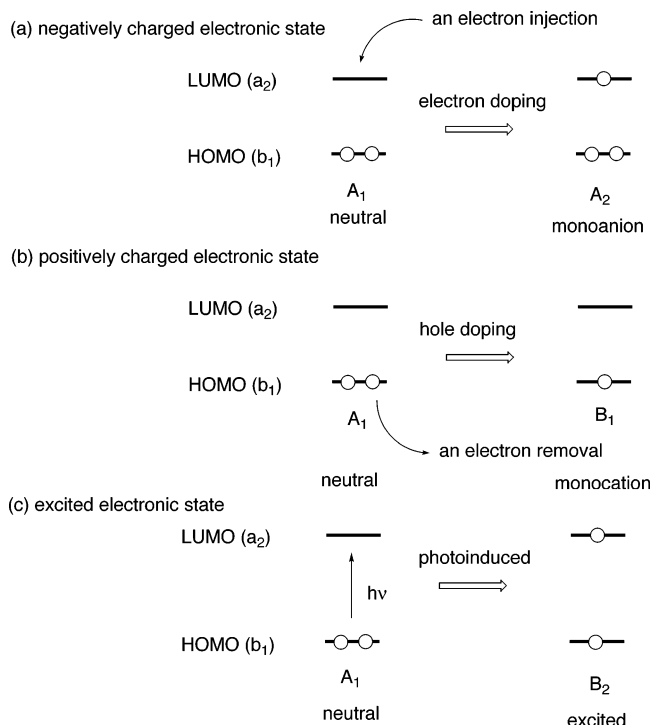 (a) negatively charged electronic state
an electron injection
LUMO (a₂)
electron doping
HOMO (b₁)
A₁
neutral
A₂
monoanion
(b) positively charged electronic state
LUMO (a₂)
hole doping
HOMO (b₁)
A₁
B₁
an electron removal
neutral
monocation
(c) excited electronic state
LUMO (a₂)
photoinduced
hν
HOMO (b₁)
A₁
neutral
B₂
excited